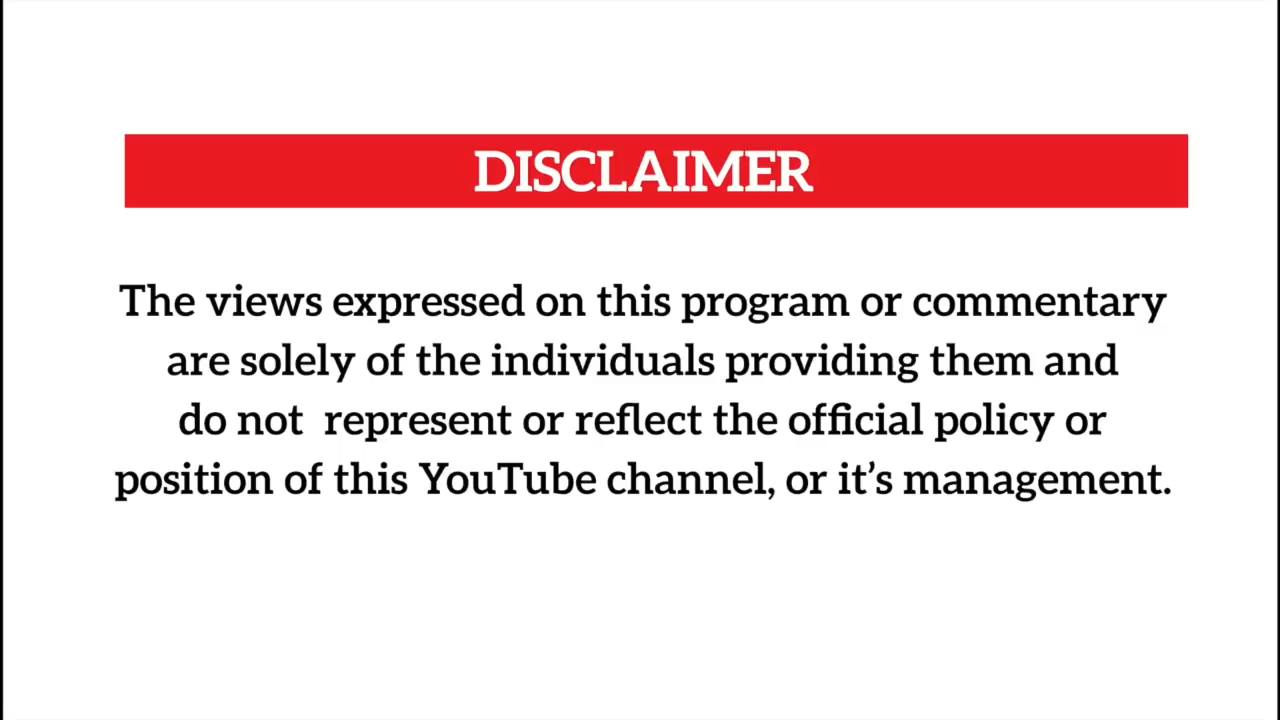 DISCLAIMER
The views expressed on this program or commentary
are solely of the individuals providing them and
do not  represent or reflect the official policy or
position of this YouTube channel, or it’s management.